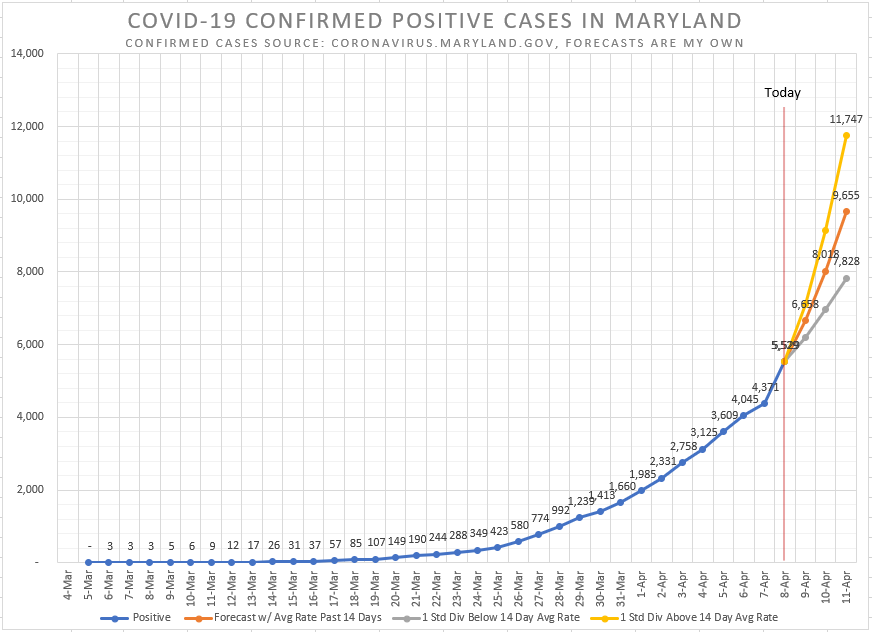 COVID-19 CONFIRMED POSITIVE CASES IN MARYLAND
CONFIRMED CASES SOURCE: CORONAVIRUS.MARYLAND.GOV, FORECASTS ARE MY OWN
14,000
12,000
10,000
8,000
6,000
4,000
2,000
-
Today
11,747
9,655
8,018
7,828
6,658
5,529
4,371
4,045
3,609
3,125
2,758
2,331
1,985
1,660
1,413
1,239
992
774
580
423
349
288
244
190
149
107
85
57
37
31
26
17
12
9
6
5
3
3
3
-
4-Mar
5-Mar
6-Mar
7-Mar
8-Mar
9-Mar
10-Mar
11-Mar
12-Mar
13-Mar
14-Mar
15-Mar
16-Mar
17-Mar
18-Mar
19-Mar
20-Mar
21-Mar
22-Mar
23-Mar
24-Mar
25-Mar
26-Mar
27-Mar
28-Mar
29-Mar
30-Mar
31-Mar
1-Apr
2-Apr
3-Apr
4-Apr
5-Apr
6-Apr
7-Apr
8-Apr
9-Apr
10-Apr
11-Apr
Positive
Forecast w/ Avg Rate Past 14 Days
1 Std Div Below 14 Day Avg Rate
1 Std Div Above 14 Day Avg Rate